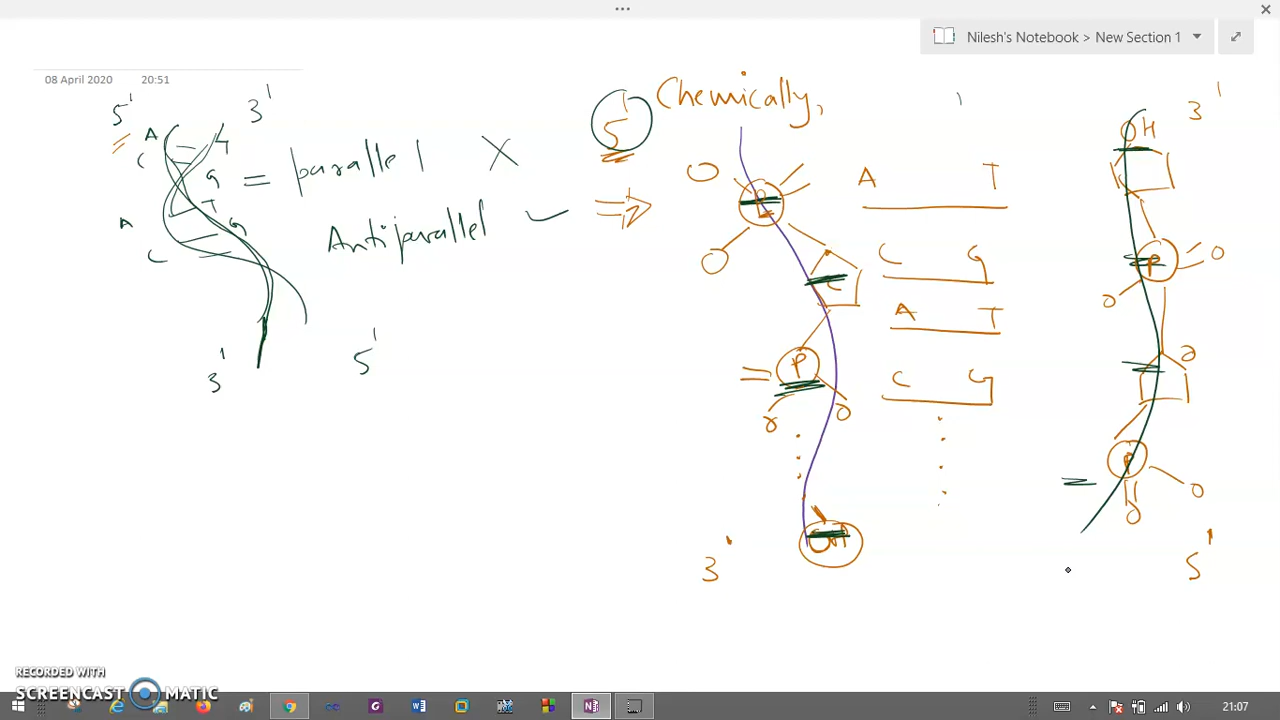 Nilesh's Notebook > New Section 1
08 April 2020 20:51
5' 3'
A T
C G = parallel X
A T
C G
Antiparallel
3' 5'
5' Chemically, 3'
OH
O P A T
O C G P O
O
A T
P C G O
O O
P
O
O
OH
3' 5'
RECORDED WITH
SCREENCAST MATIC
21:07